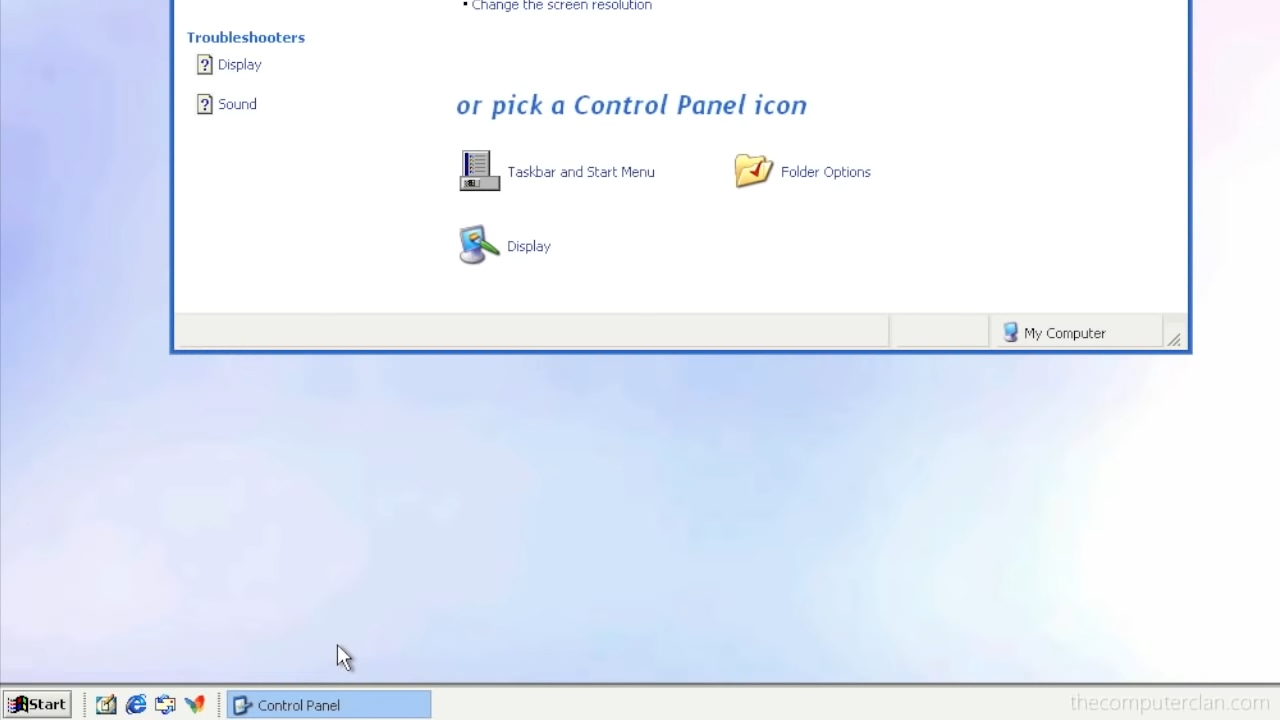 Change the screen resolution
Troubleshooters
Display
Sound
or pick a Control Panel icon
Taskbar and Start Menu
Folder Options
Display
My Computer
Start
Control Panel
thecomputerclan.com